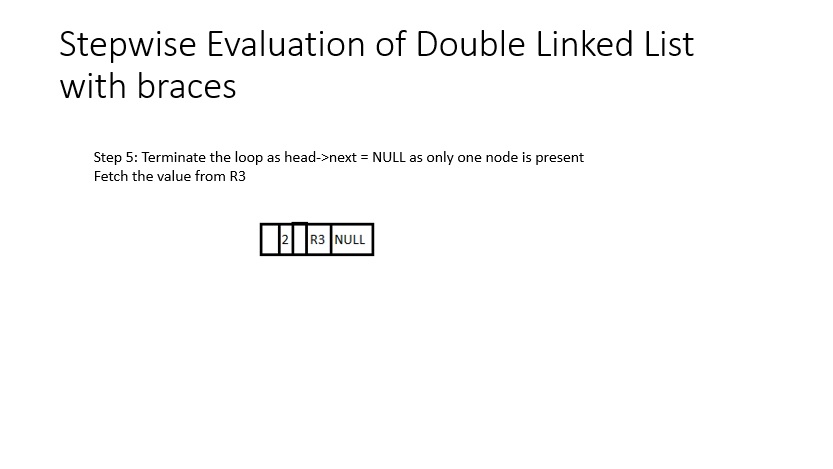 Stepwise Evaluation of Double Linked List
with braces
Step 5: Terminate the loop as head->next = NULL as only one node is present
Fetch the value from R3
2 R3 NULL